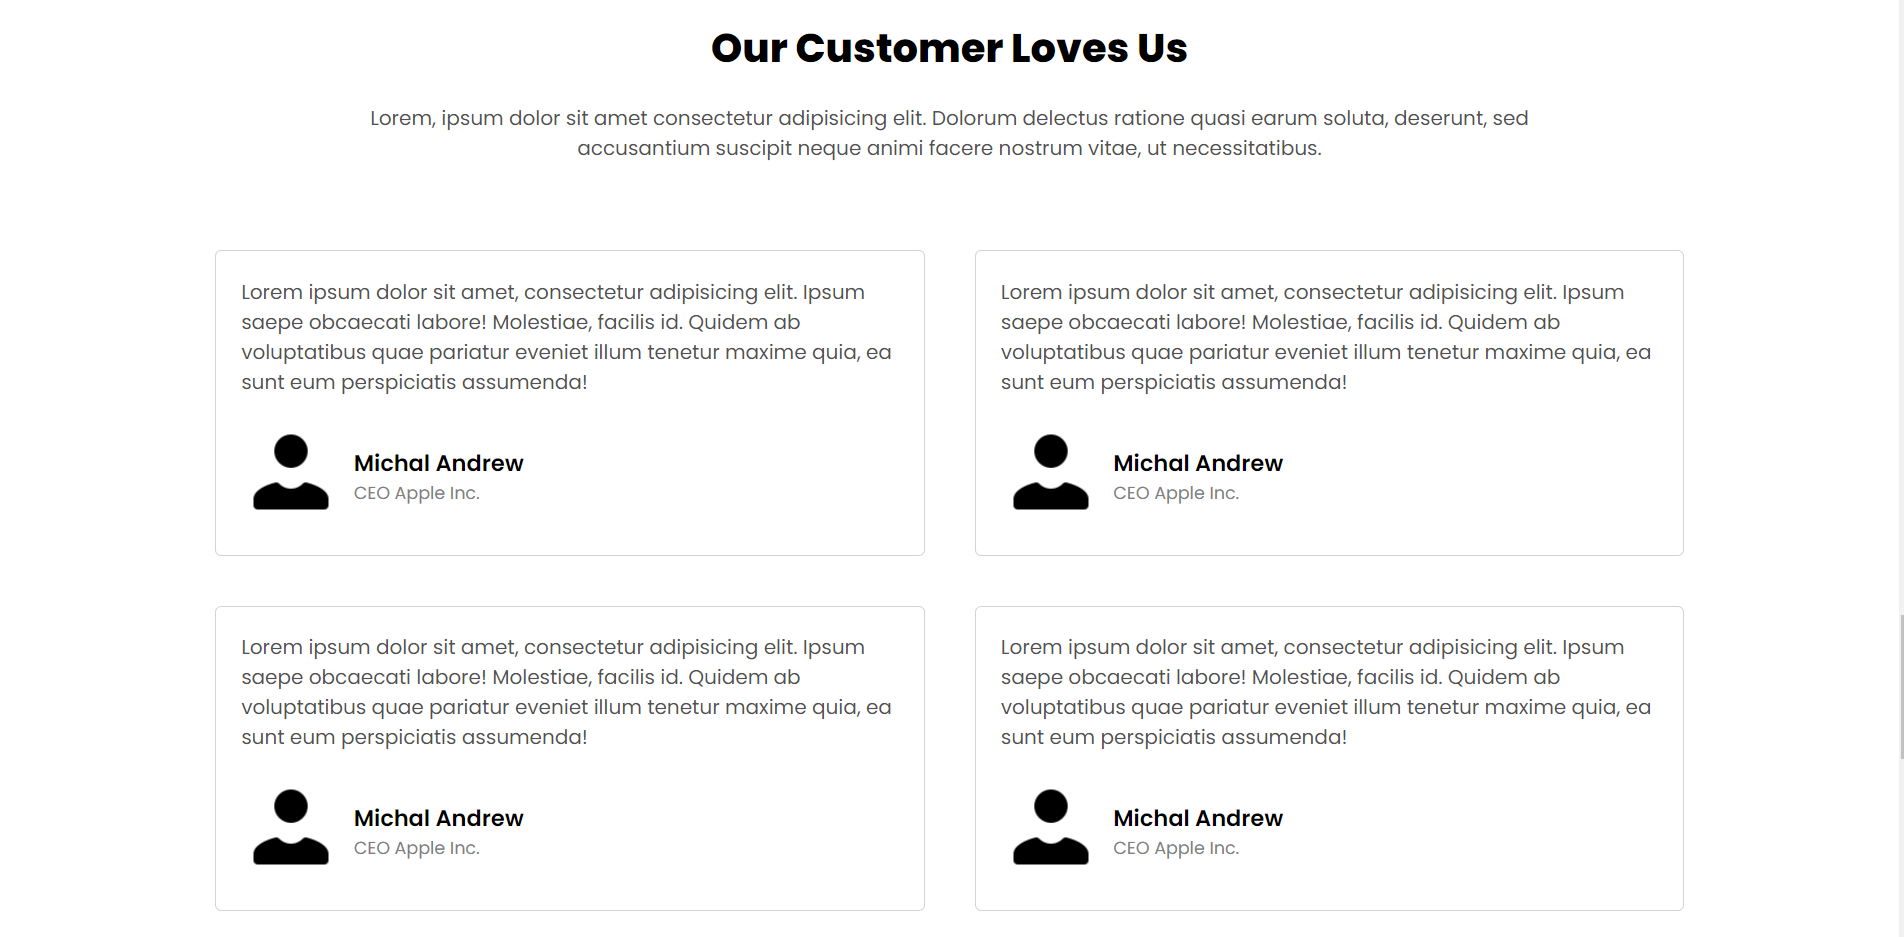 Our Customer Loves Us
Lorem, ipsum dolor sit amet consectetur adipisicing elit. Dolorum delectus ratione quasi earum soluta, deserunt, sed
accusantium suscipit neque animi facere nostrum vitae, ut necessitatibus.
Lorem ipsum dolor sit amet, consectetur adipisicing elit. Ipsum
saepe obcaecati labore! Molestiae, facilis id. Quidem ab
voluptatibus quae pariatur eveniet illum tenetur maxime quia, ea
sunt eum perspiciatis assumenda!
Michal Andrew
CEO Apple Inc.
Lorem ipsum dolor sit amet, consectetur adipisicing elit. Ipsum
saepe obcaecati labore! Molestiae, facilis id. Quidem ab
voluptatibus quae pariatur eveniet illum tenetur maxime quia, ea
sunt eum perspiciatis assumenda!
Michal Andrew
CEO Apple Inc.
Lorem ipsum dolor sit amet, consectetur adipisicing elit. Ipsum
saepe obcaecati labore! Molestiae, facilis id. Quidem ab
voluptatibus quae pariatur eveniet illum tenetur maxime quia, ea
sunt eum perspiciatis assumenda!
Michal Andrew
CEO Apple Inc.
Lorem ipsum dolor sit amet, consectetur adipisicing elit. Ipsum
saepe obcaecati labore! Molestiae, facilis id. Quidem ab
voluptatibus quae pariatur eveniet illum tenetur maxime quia, ea
sunt eum perspiciatis assumenda!
Michal Andrew
CEO Apple Inc.